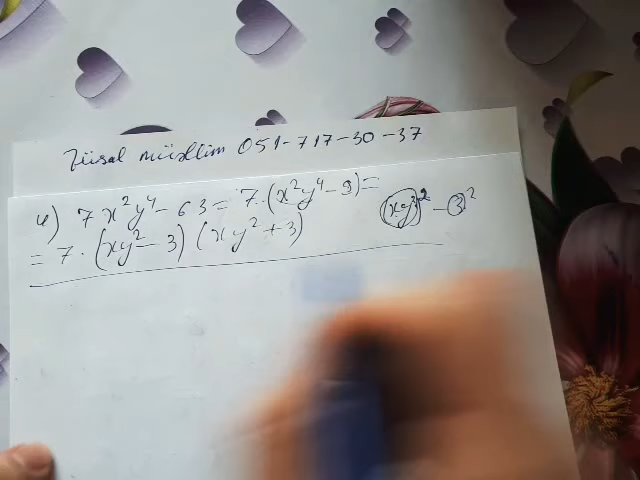 Züsal müəllim 051-717-30-37
4) 7x²y⁴ - 63 = 7·(x²y⁴ - 9) =
(xy²)² - 3²
= 7·(xy² - 3)(xy² + 3)